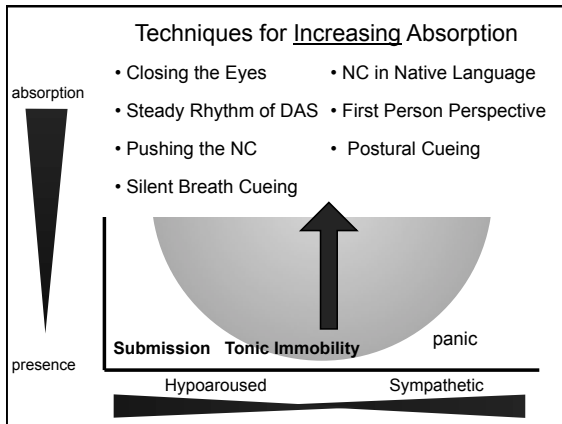 Techniques for Increasing Absorption
• Closing the Eyes
• Steady Rhythm of DAS
• Pushing the NC
• Silent Breath Cueing
• NC in Native Language
• First Person Perspective
• Postural Cueing
absorption
presence
Submission
Tonic Immobility
panic
Hypoaroused
Sympathetic